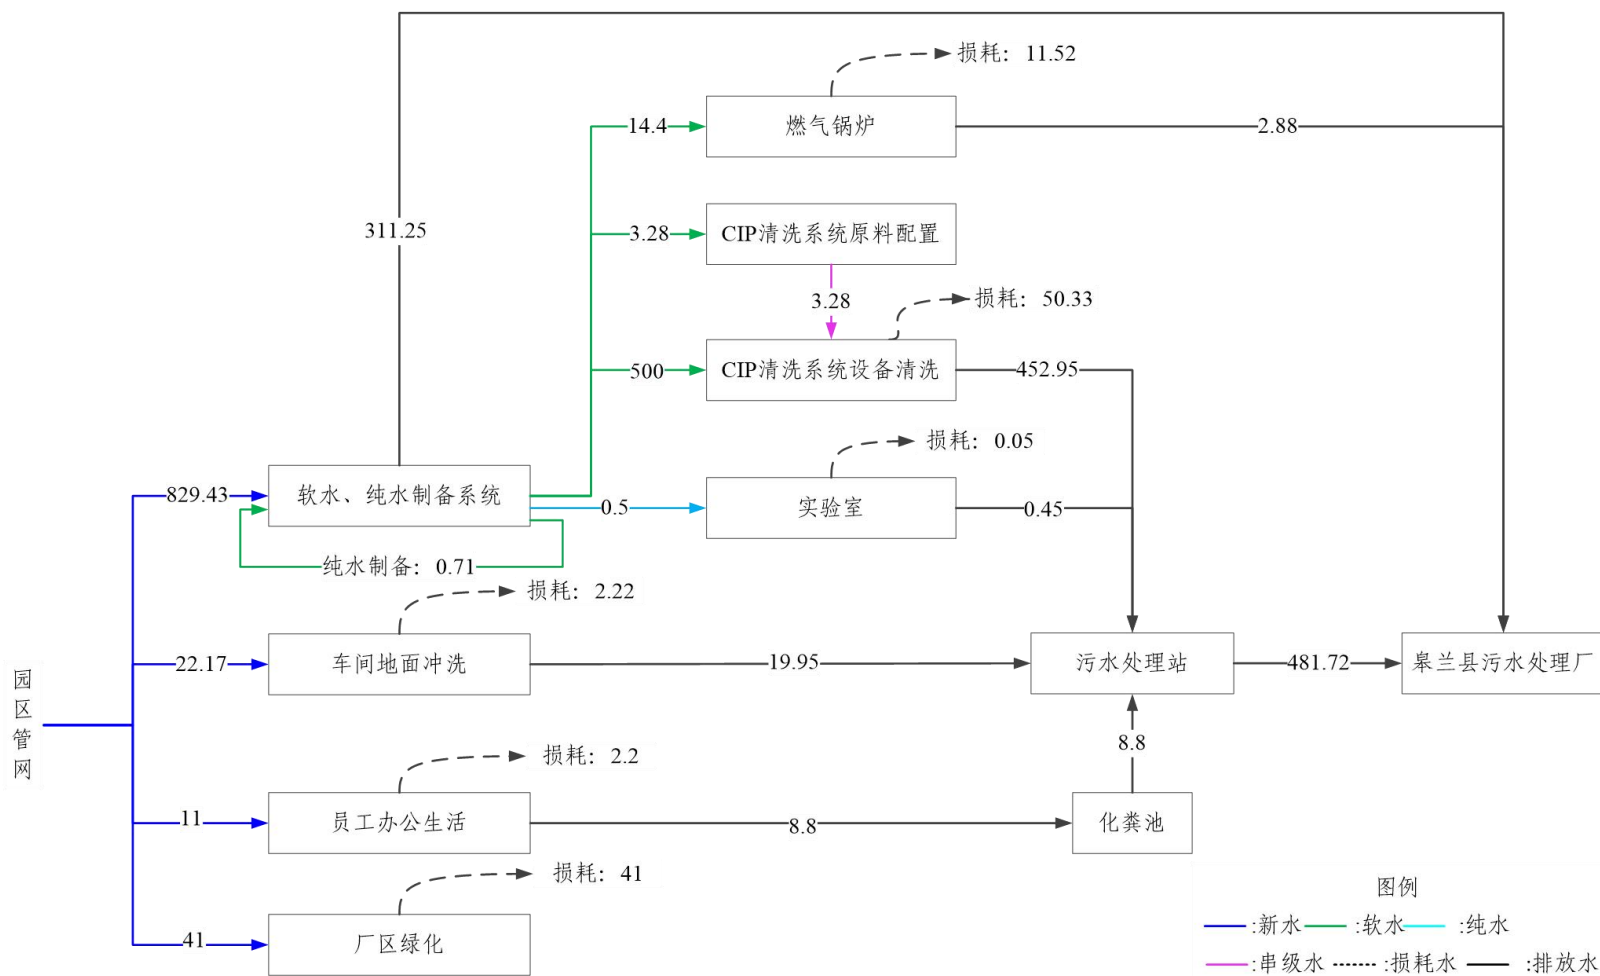 损耗：11.52
14.4
燃气锅炉
2.88
311.25
3.28
CIP清洗系统原料配置
3.28
损耗：50.33
500
CIP清洗系统设备清洗
452.95
损耗：0.05
829.43
软水、纯水制备系统
0.5
实验室
0.45
纯水制备：0.71
损耗：2.22
22.17
车间地面冲洗
19.95
污水处理站
481.72
皋兰县污水处理厂
园区管网
损耗：2.2
8.8
11
员工办公生活
8.8
化粪池
损耗：41
41
厂区绿化
图例
:新水 :软水 :纯水
:串级水 :损耗水 :排放水